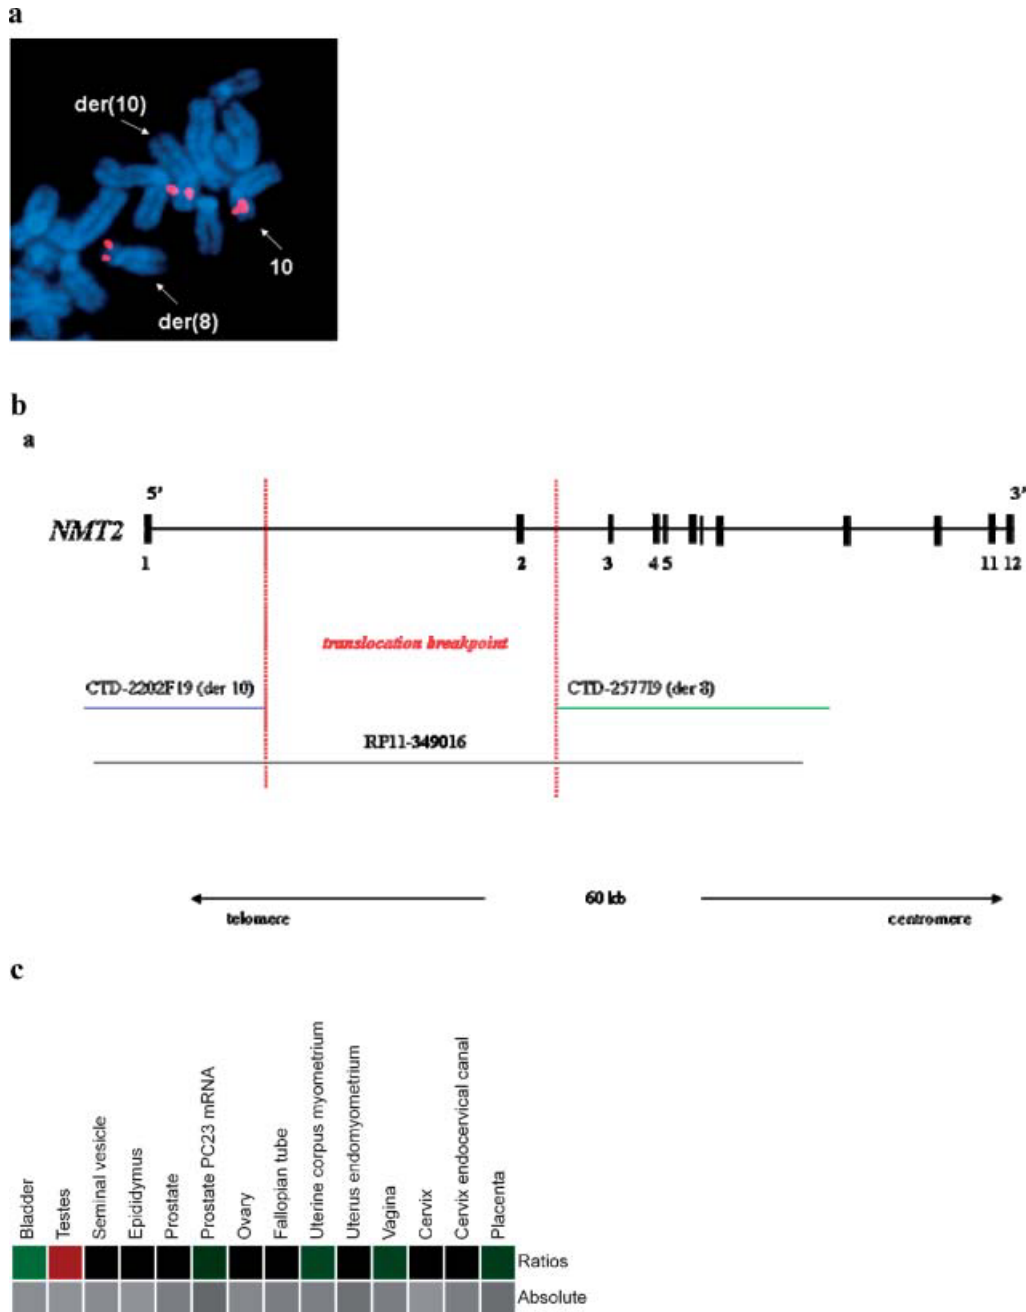 a
der(10)
10
der(8)
b
a
5' 3'
NMT2
1 2 3 4 5 11 12
translocation breakpoint
CTD-2202F19 (der 10) CTD-2577I9 (der 8)
RP11-349016
60 kb
telomere centromere
c
Bladder
Testes
Seminal vesicle
Epididymus
Prostate
Prostate PC23 mRNA
Ovary
Fallopian tube
Uterine corpus myometrium
Uterus endomyometrium
Vagina
Cervix
Cervix endocervical canal
Placenta
Ratios
Absolute